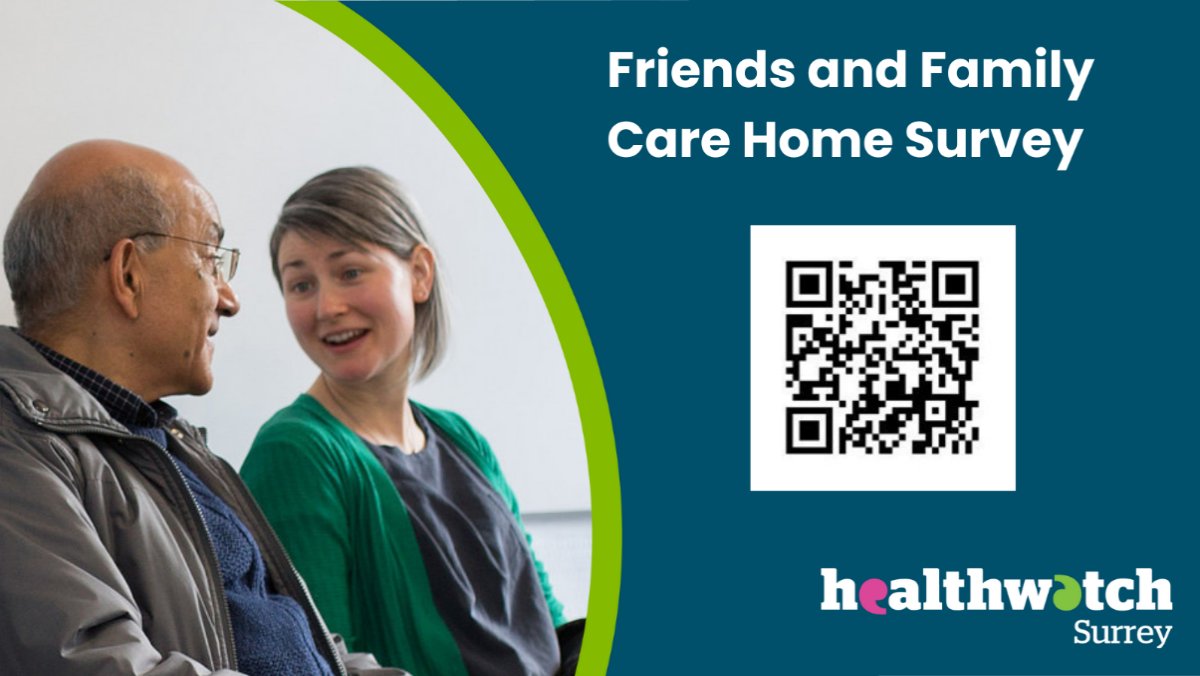 Friends and Family
Care Home Survey
healthwatch
Surrey